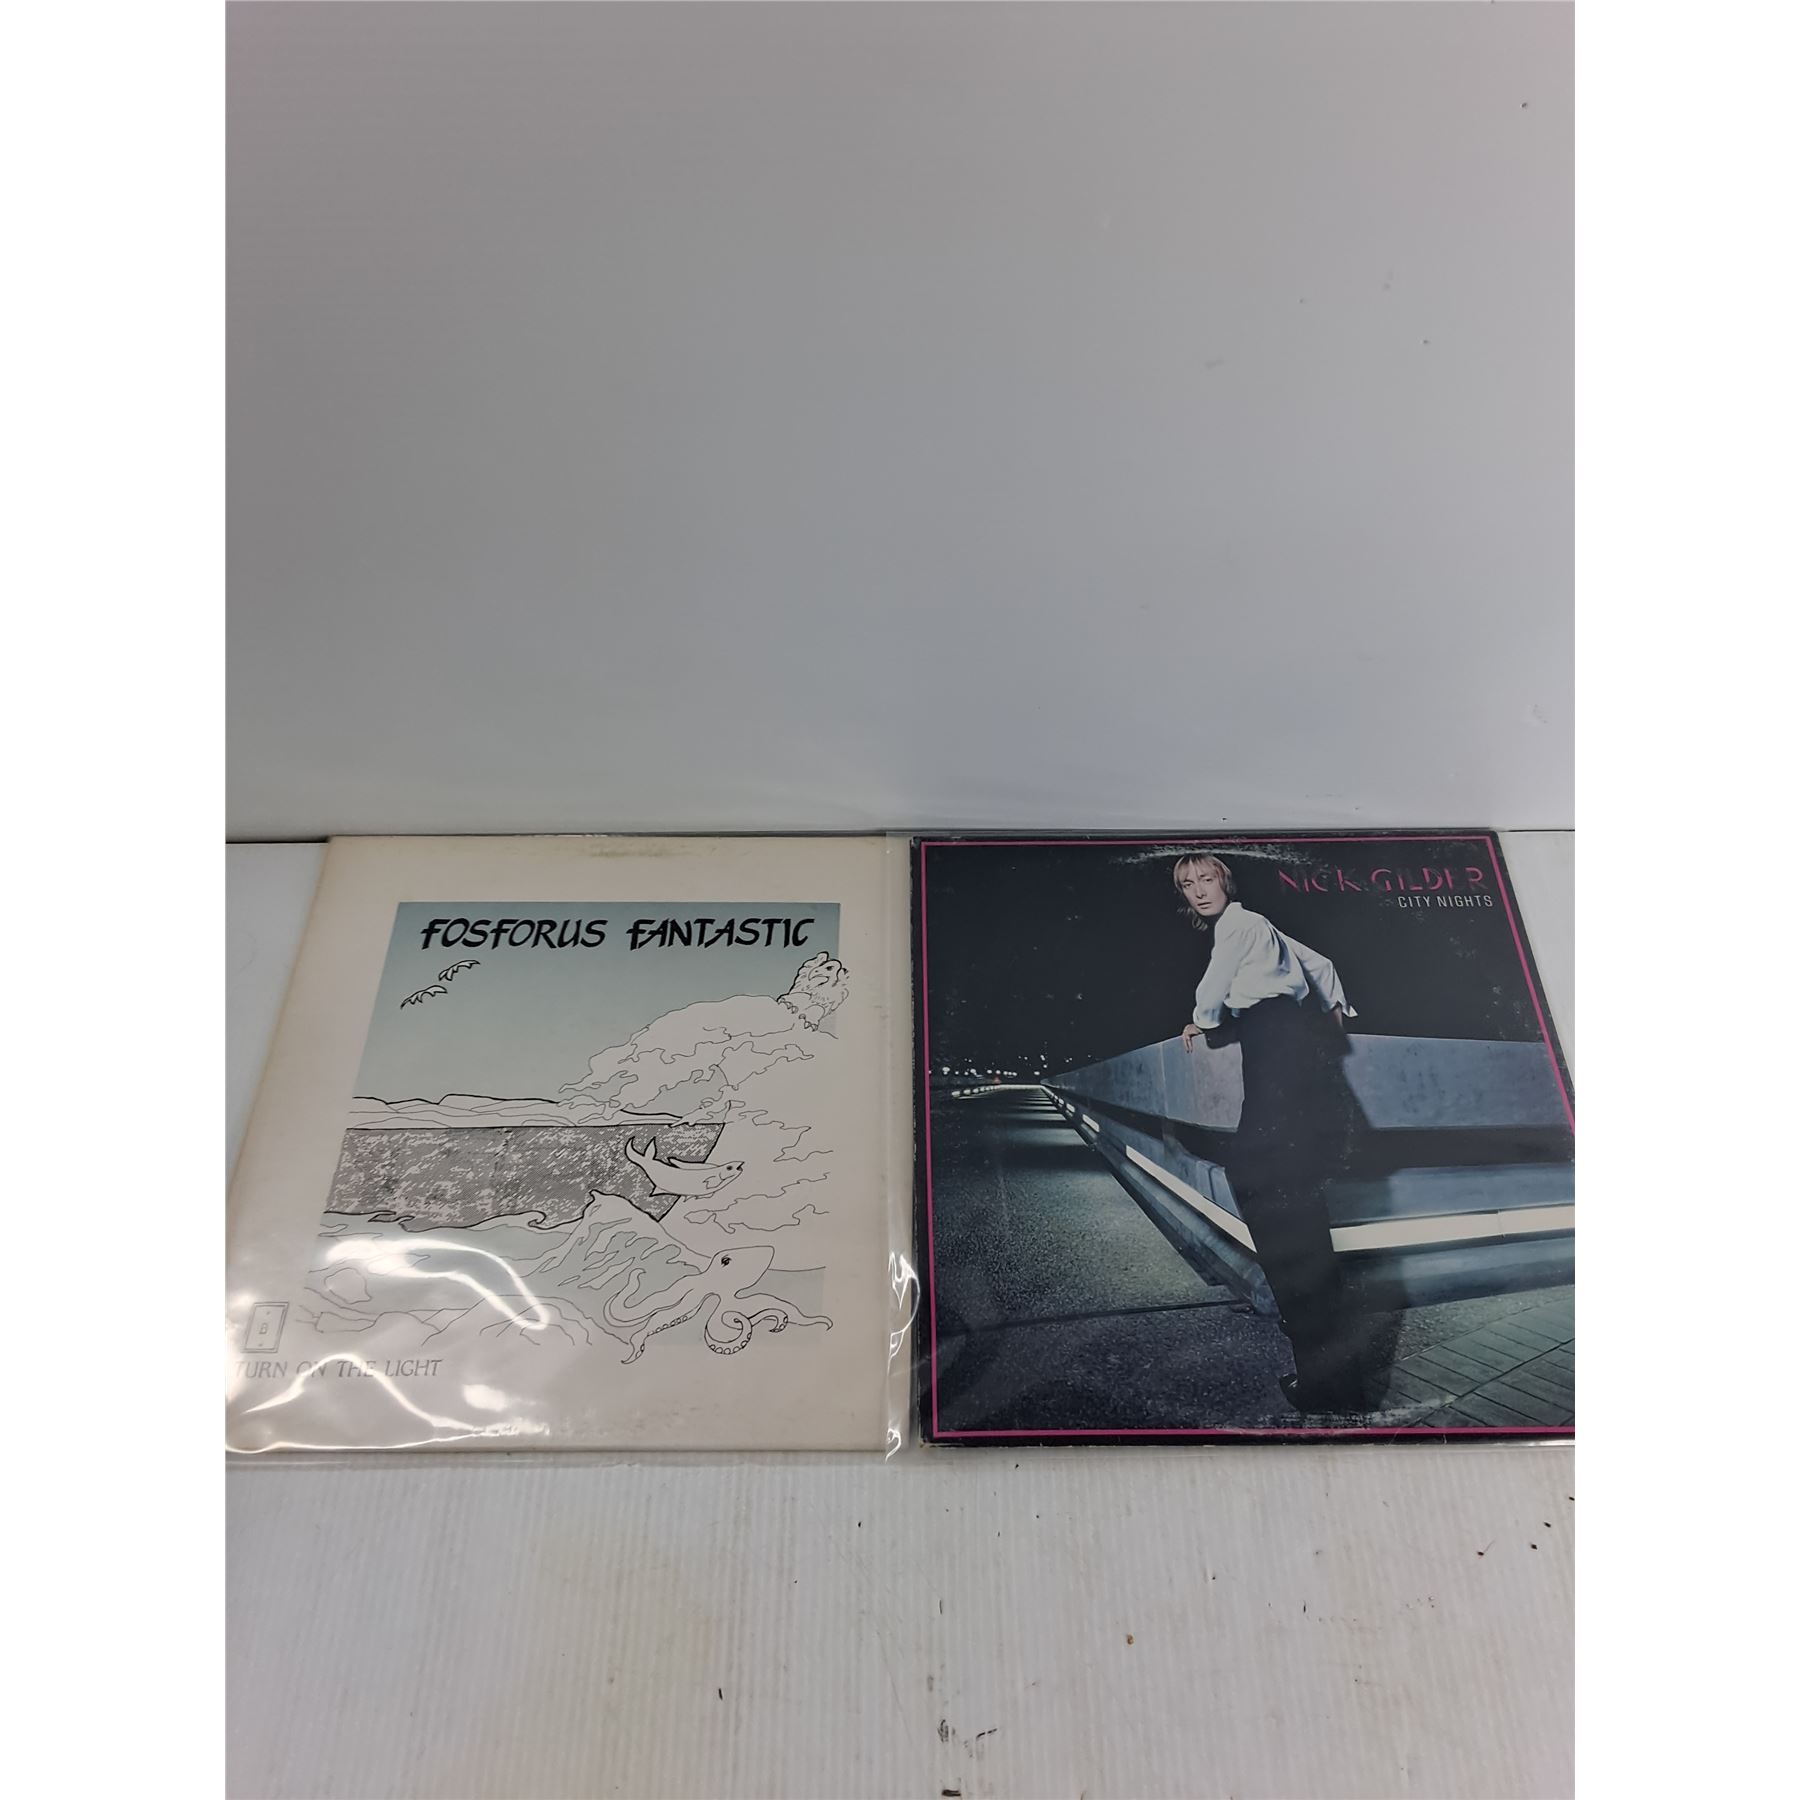 FOSFORUS FANTASTIC
TURN ON THE LIGHT
NICK GILDER
CITY NIGHTS